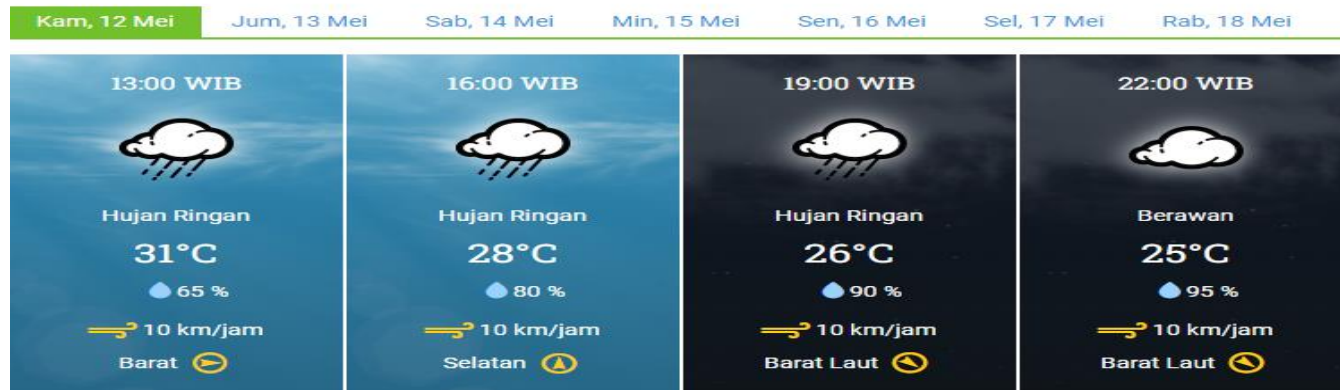 Kam, 12 Mei Jum, 13 Mei Sab, 14 Mei Min, 15 Mei Sen, 16 Mei Sel, 17 Mei Rab, 18 Mei
13:00 WIB
Hujan Ringan
31°C
65 %
10 km/jam
Barat
16:00 WIB
Hujan Ringan
28°C
80 %
10 km/jam
Selatan
19:00 WIB
Hujan Ringan
26°C
90 %
10 km/jam
Barat Laut
22:00 WIB
Berawan
25°C
95 %
10 km/jam
Barat Laut